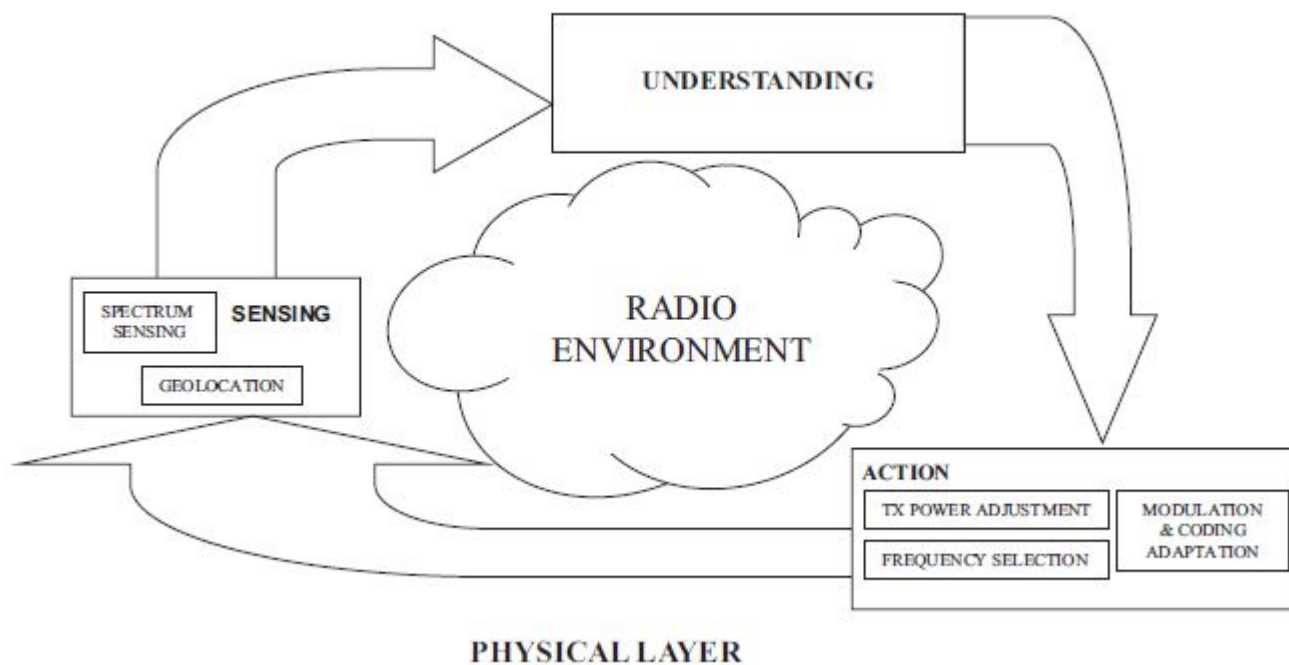 UNDERSTANDING
SPECTRUM
SENSING
SENSING
GEOLOCATION
RADIO
ENVIRONMENT
ACTION
TX POWER ADJUSTMENT
FREQUENCY SELECTION
MODULATION
& CODING
ADAPTATION
PHYSICAL LAYER